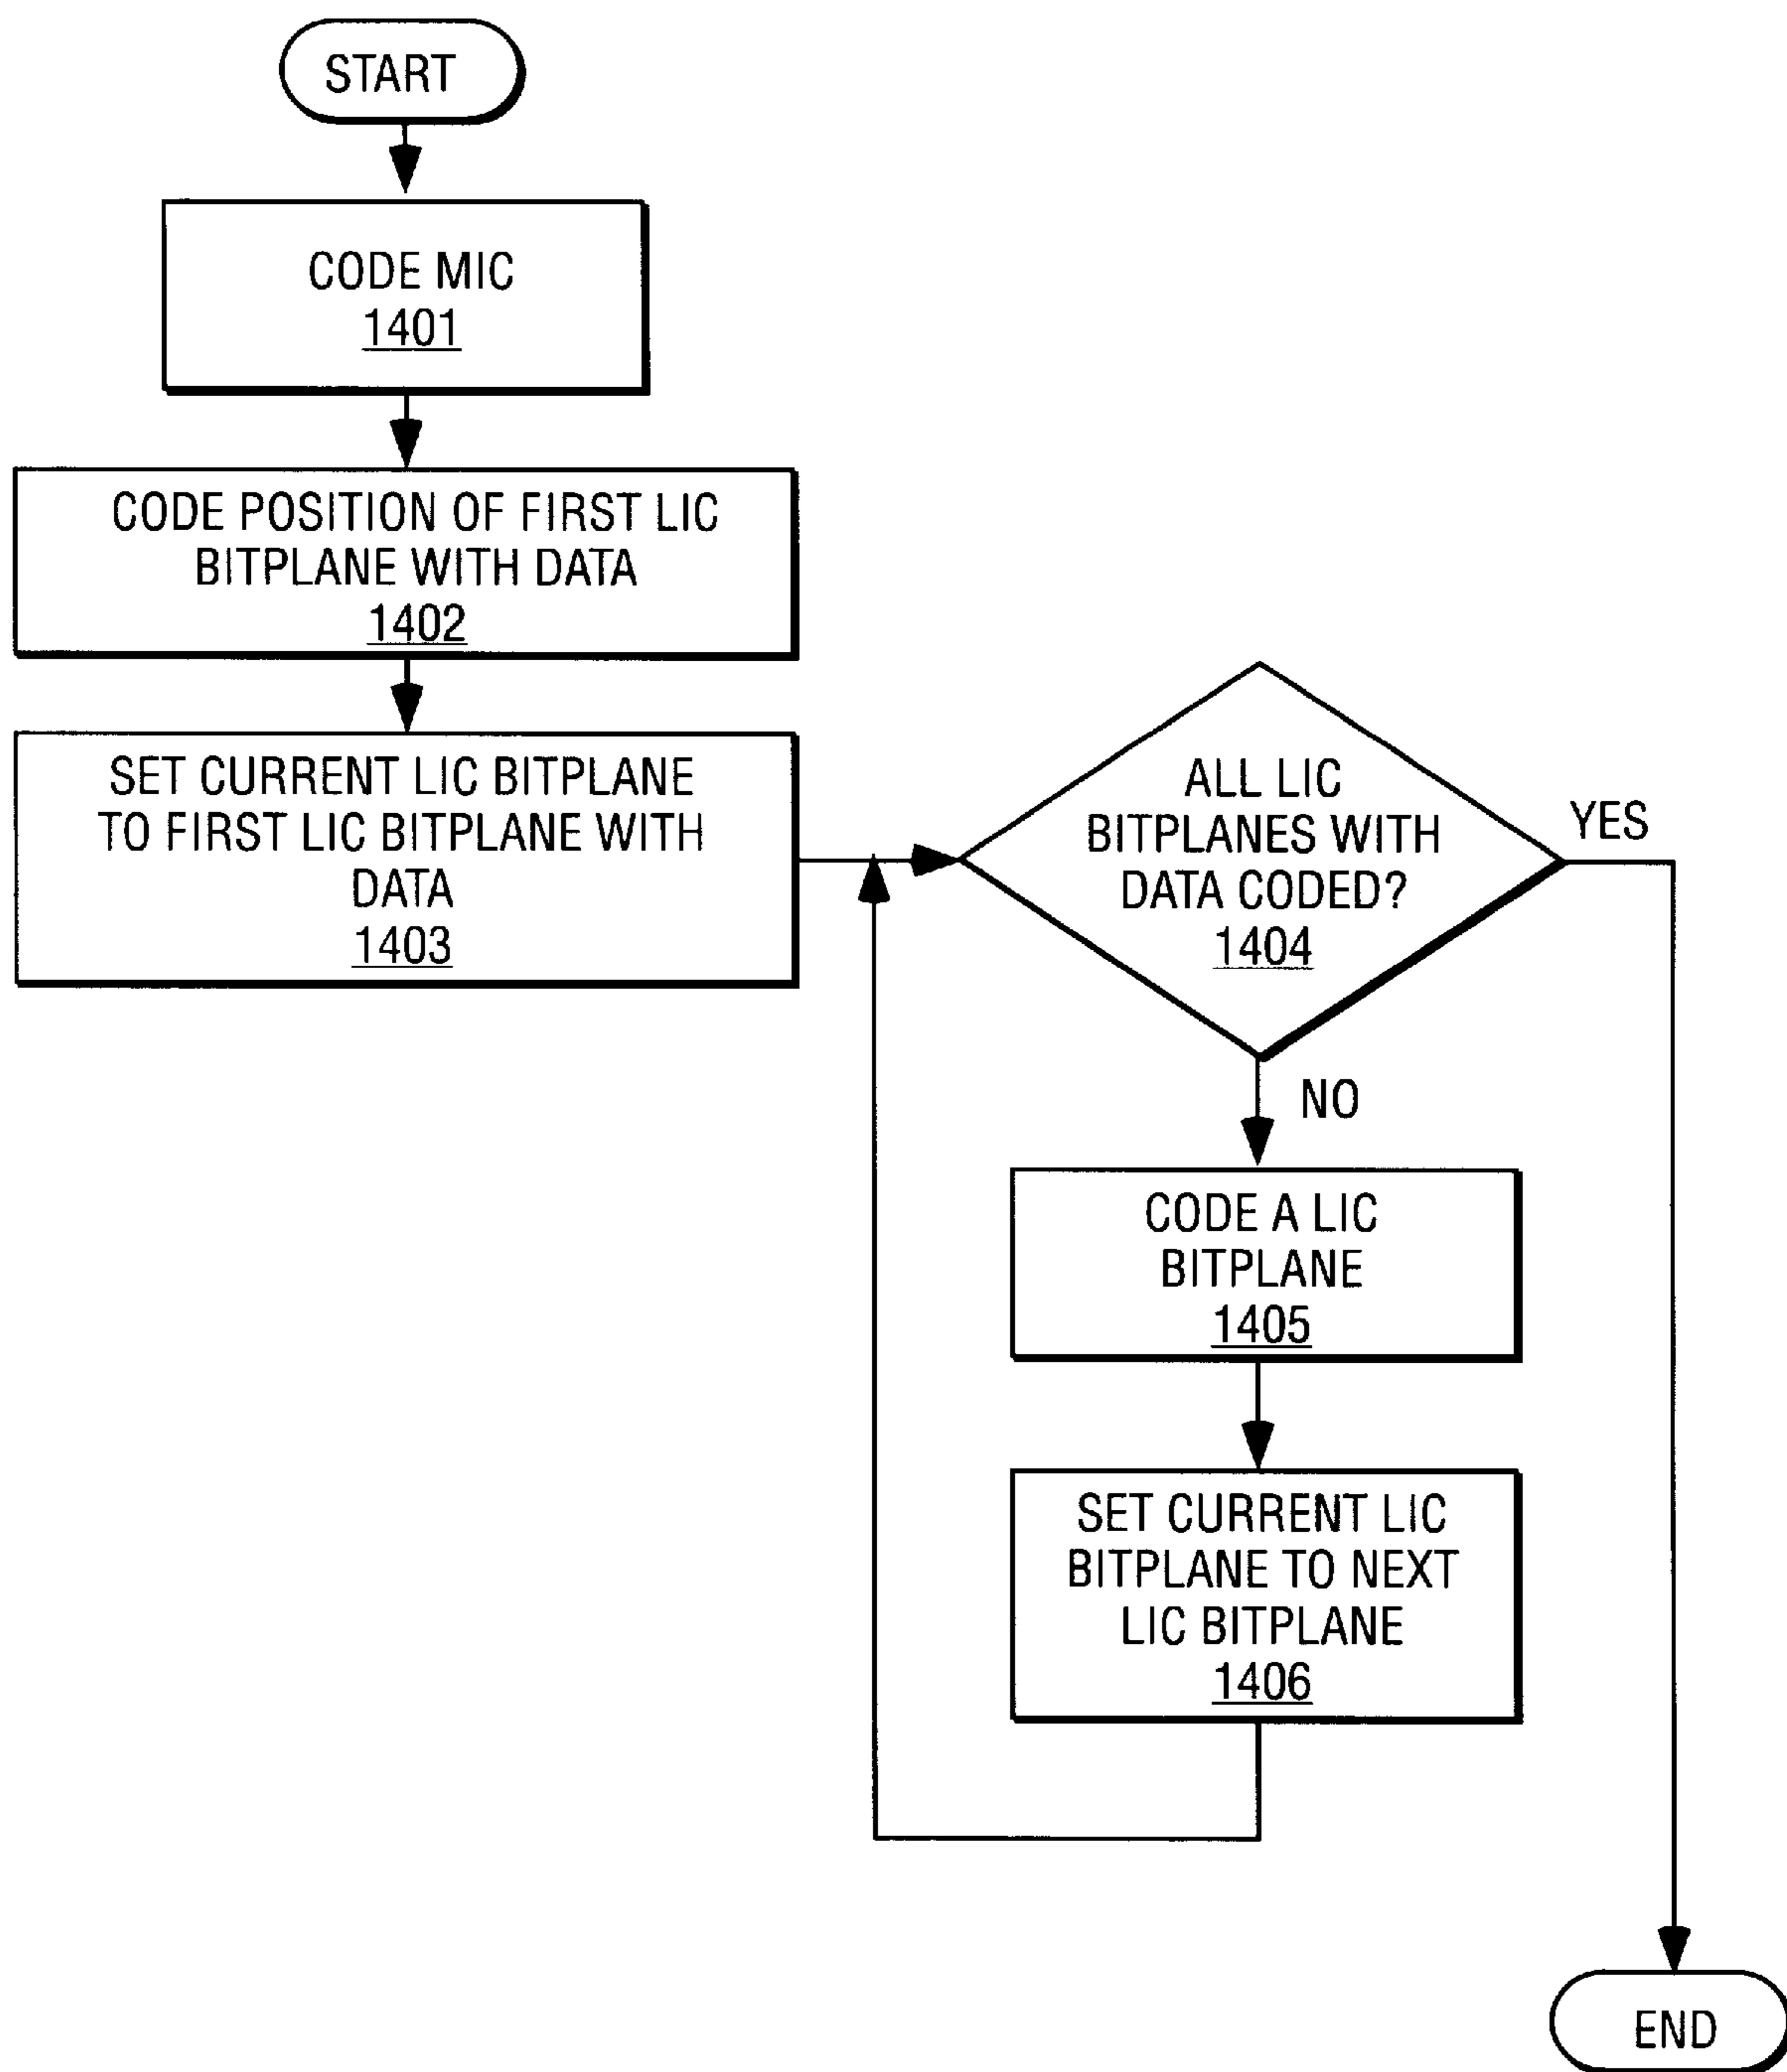 START
CODE MIC
1401
CODE POSITION OF FIRST LIC
BITPLANE WITH DATA
1402
SET CURRENT LIC BITPLANE
TO FIRST LIC BITPLANE WITH
DATA
1403
ALL LIC
BITPLANES WITH
DATA CODED?
1404
YES
NO
CODE A LIC
BITPLANE
1405
SET CURRENT LIC
BITPLANE TO NEXT
LIC BITPLANE
1406
END